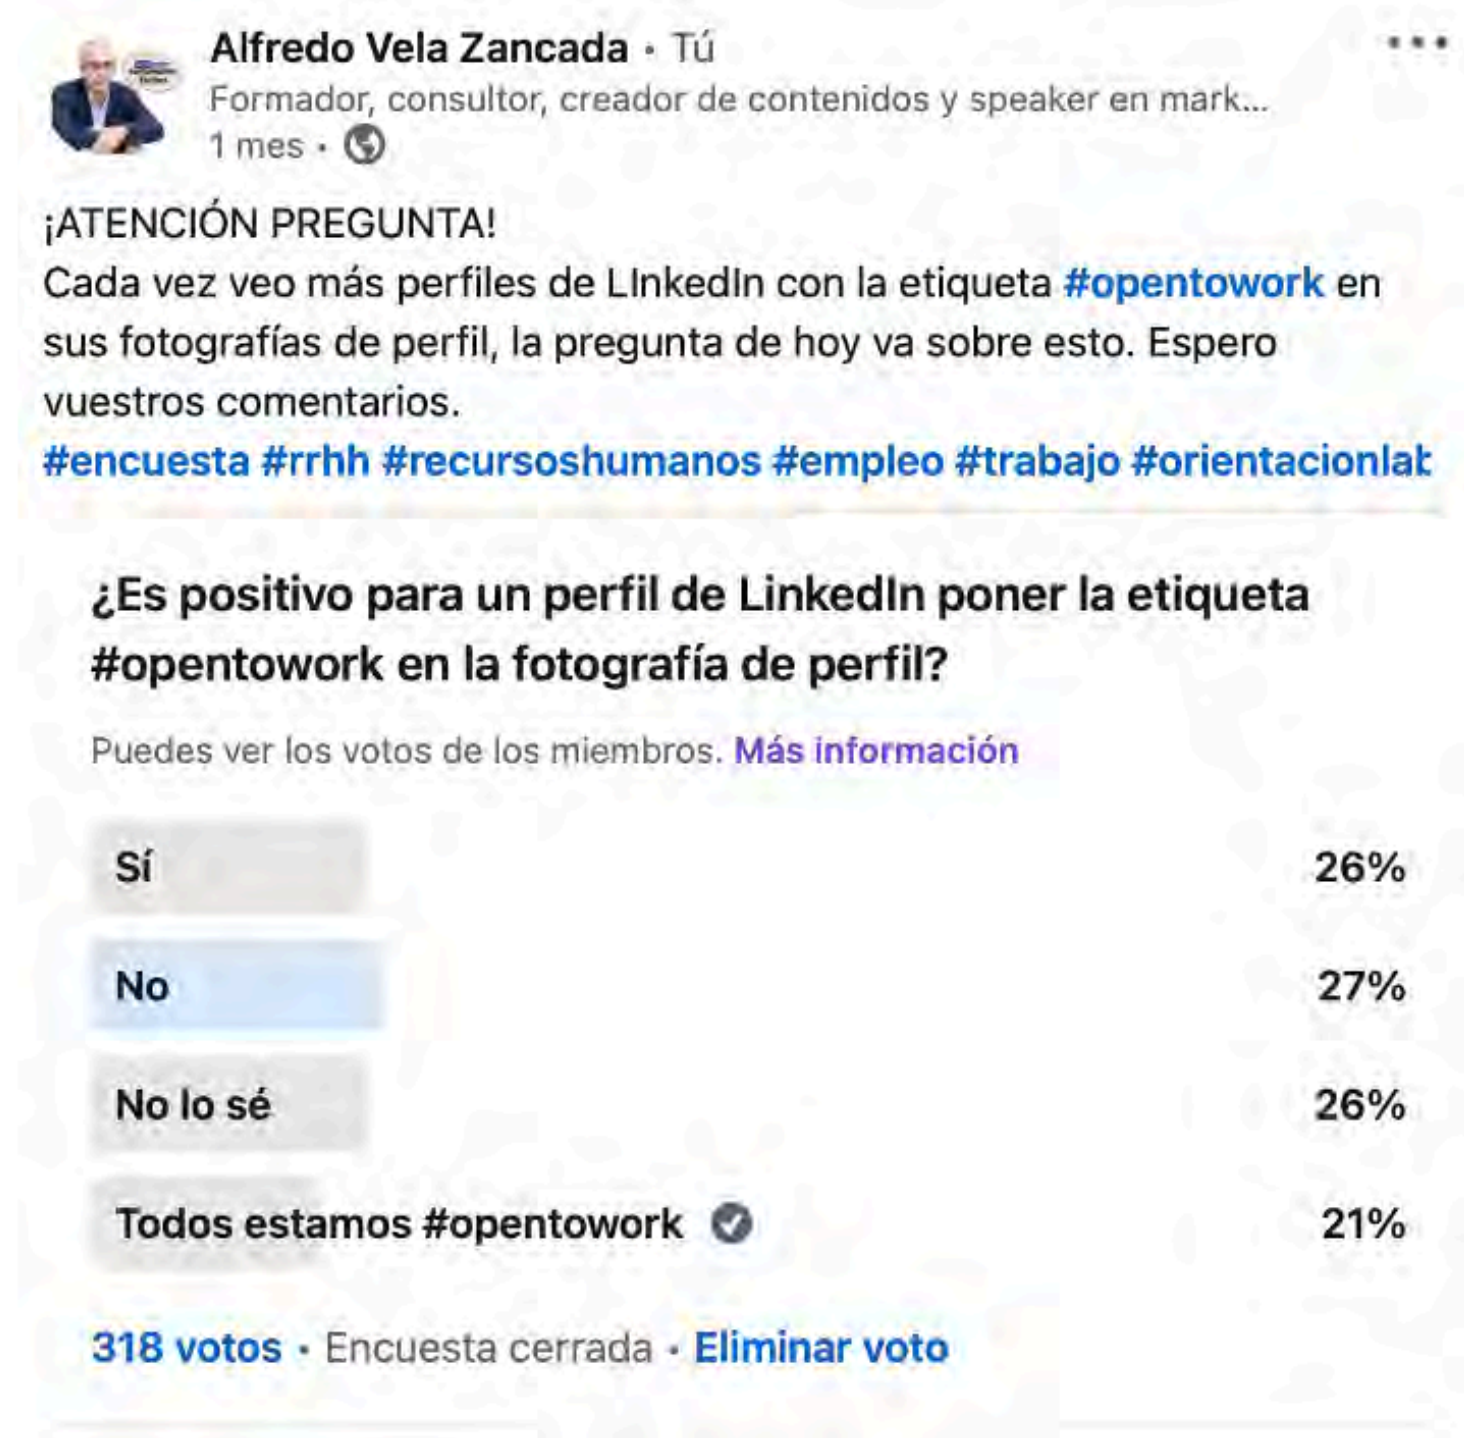 Alfredo Vela Zancada • Tú
Formador, consultor, creador de contenidos y speaker en mark...
1 mes •
¡ATENCIÓN PREGUNTA!
Cada vez veo más perfiles de LInkedIn con la etiqueta #opentowork en
sus fotografías de perfil, la pregunta de hoy va sobre esto. Espero
vuestros comentarios.
#encuesta #rrhh #recursoshumanos #empleo #trabajo #orientacionlab
¿Es positivo para un perfil de LinkedIn poner la etiqueta
#opentowork en la fotografía de perfil?
Puedes ver los votos de los miembros. Más información
Sí 26%
No 27%
No lo sé 26%
Todos estamos #opentowork 21%
318 votos • Encuesta cerrada • Eliminar voto